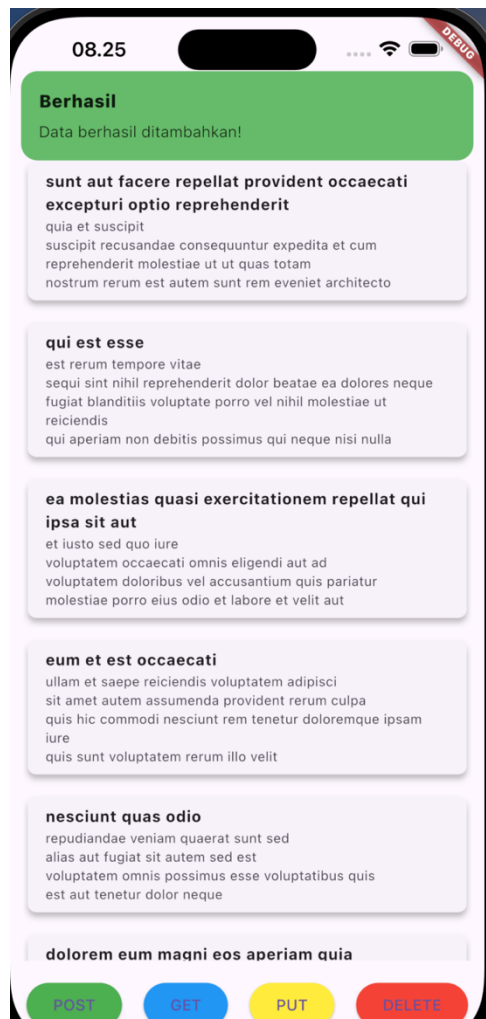 08.25
DEBUG
Berhasil
Data berhasil ditambahkan!
sunt aut facere repellat provident occaecati
excepturi optio reprehenderit
quia et suscipit
suscipit recusandae consequuntur expedita et cum
reprehenderit molestiae ut ut quas totam
nostrum rerum est autem sunt rem eveniet architecto
qui est esse
est rerum tempore vitae
sequi sint nihil reprehenderit dolor beatae ea dolores neque
fugiat blanditiis voluptate porro vel nihil molestiae ut
reiciendis
qui aperiam non debitis possimus qui neque nisi nulla
ea molestias quasi exercitationem repellat qui
ipsa sit aut
et iusto sed quo iure
voluptatem occaecati omnis eligendi aut ad
voluptatem doloribus vel accusantium quis pariatur
molestiae porro eius odio et labore et velit aut
eum et est occaecati
ullam et saepe reiciendis voluptatem adipisci
sit amet autem assumenda provident rerum culpa
quis hic commodi nesciunt rem tenetur doloremque ipsam
iure
quis sunt voluptatem rerum illo velit
nesciunt quas odio
repudiandae veniam quaerat sunt sed
alias aut fugiat sit autem sed est
voluptatem omnis possimus esse voluptatibus quis
est aut tenetur dolor neque
dolorem eum magni eos aperiam quia
POST GET PUT DELETE